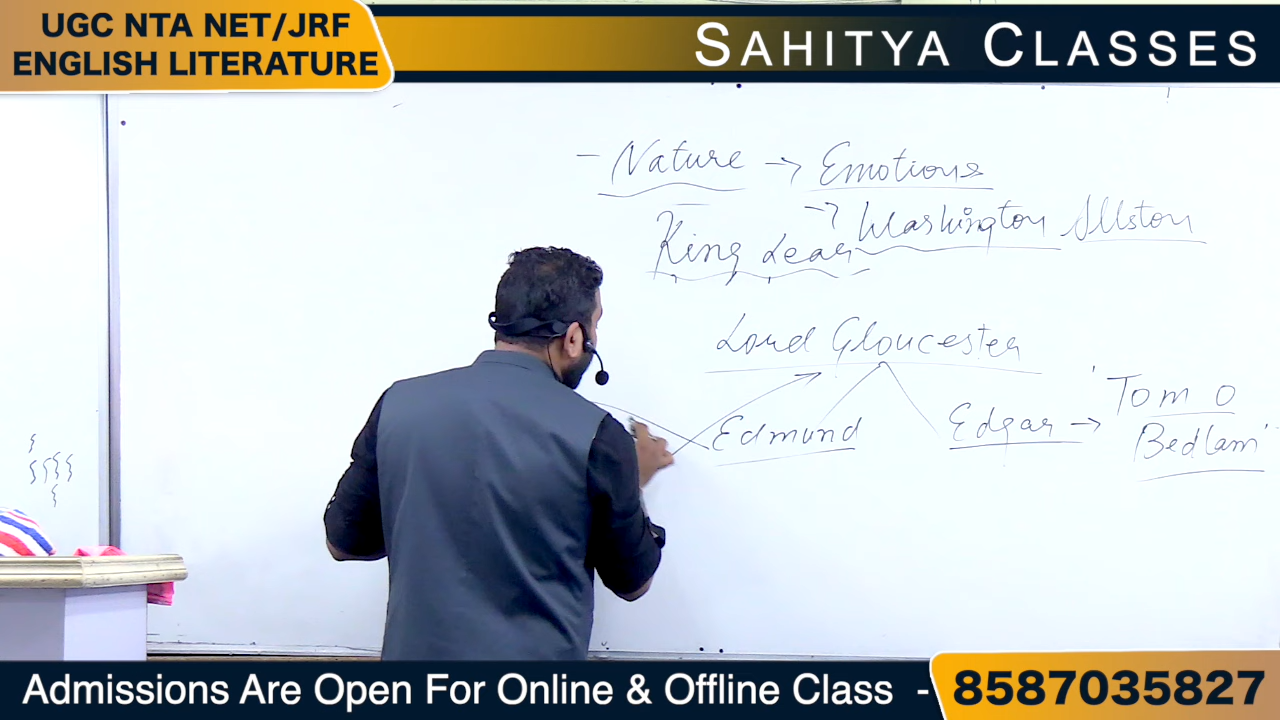 UGC NTA NET/JRF
ENGLISH LITERATURE
SAHITYA CLASSES
- Nature → Emotions
→ Washington Allston
King Lear
Lord Gloucester
Edmund
Edgar → 'Tom O
Bedlam'
Admissions Are Open For Online & Offline Class - 8587035827